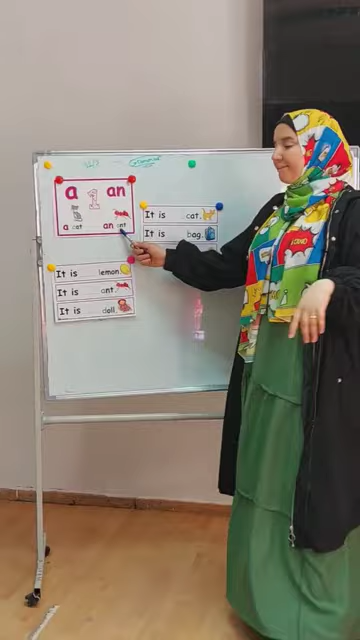 a an
1
a cat an ant
It is cat.
It is bag.
It is lemon
It is ant.
It is doll.